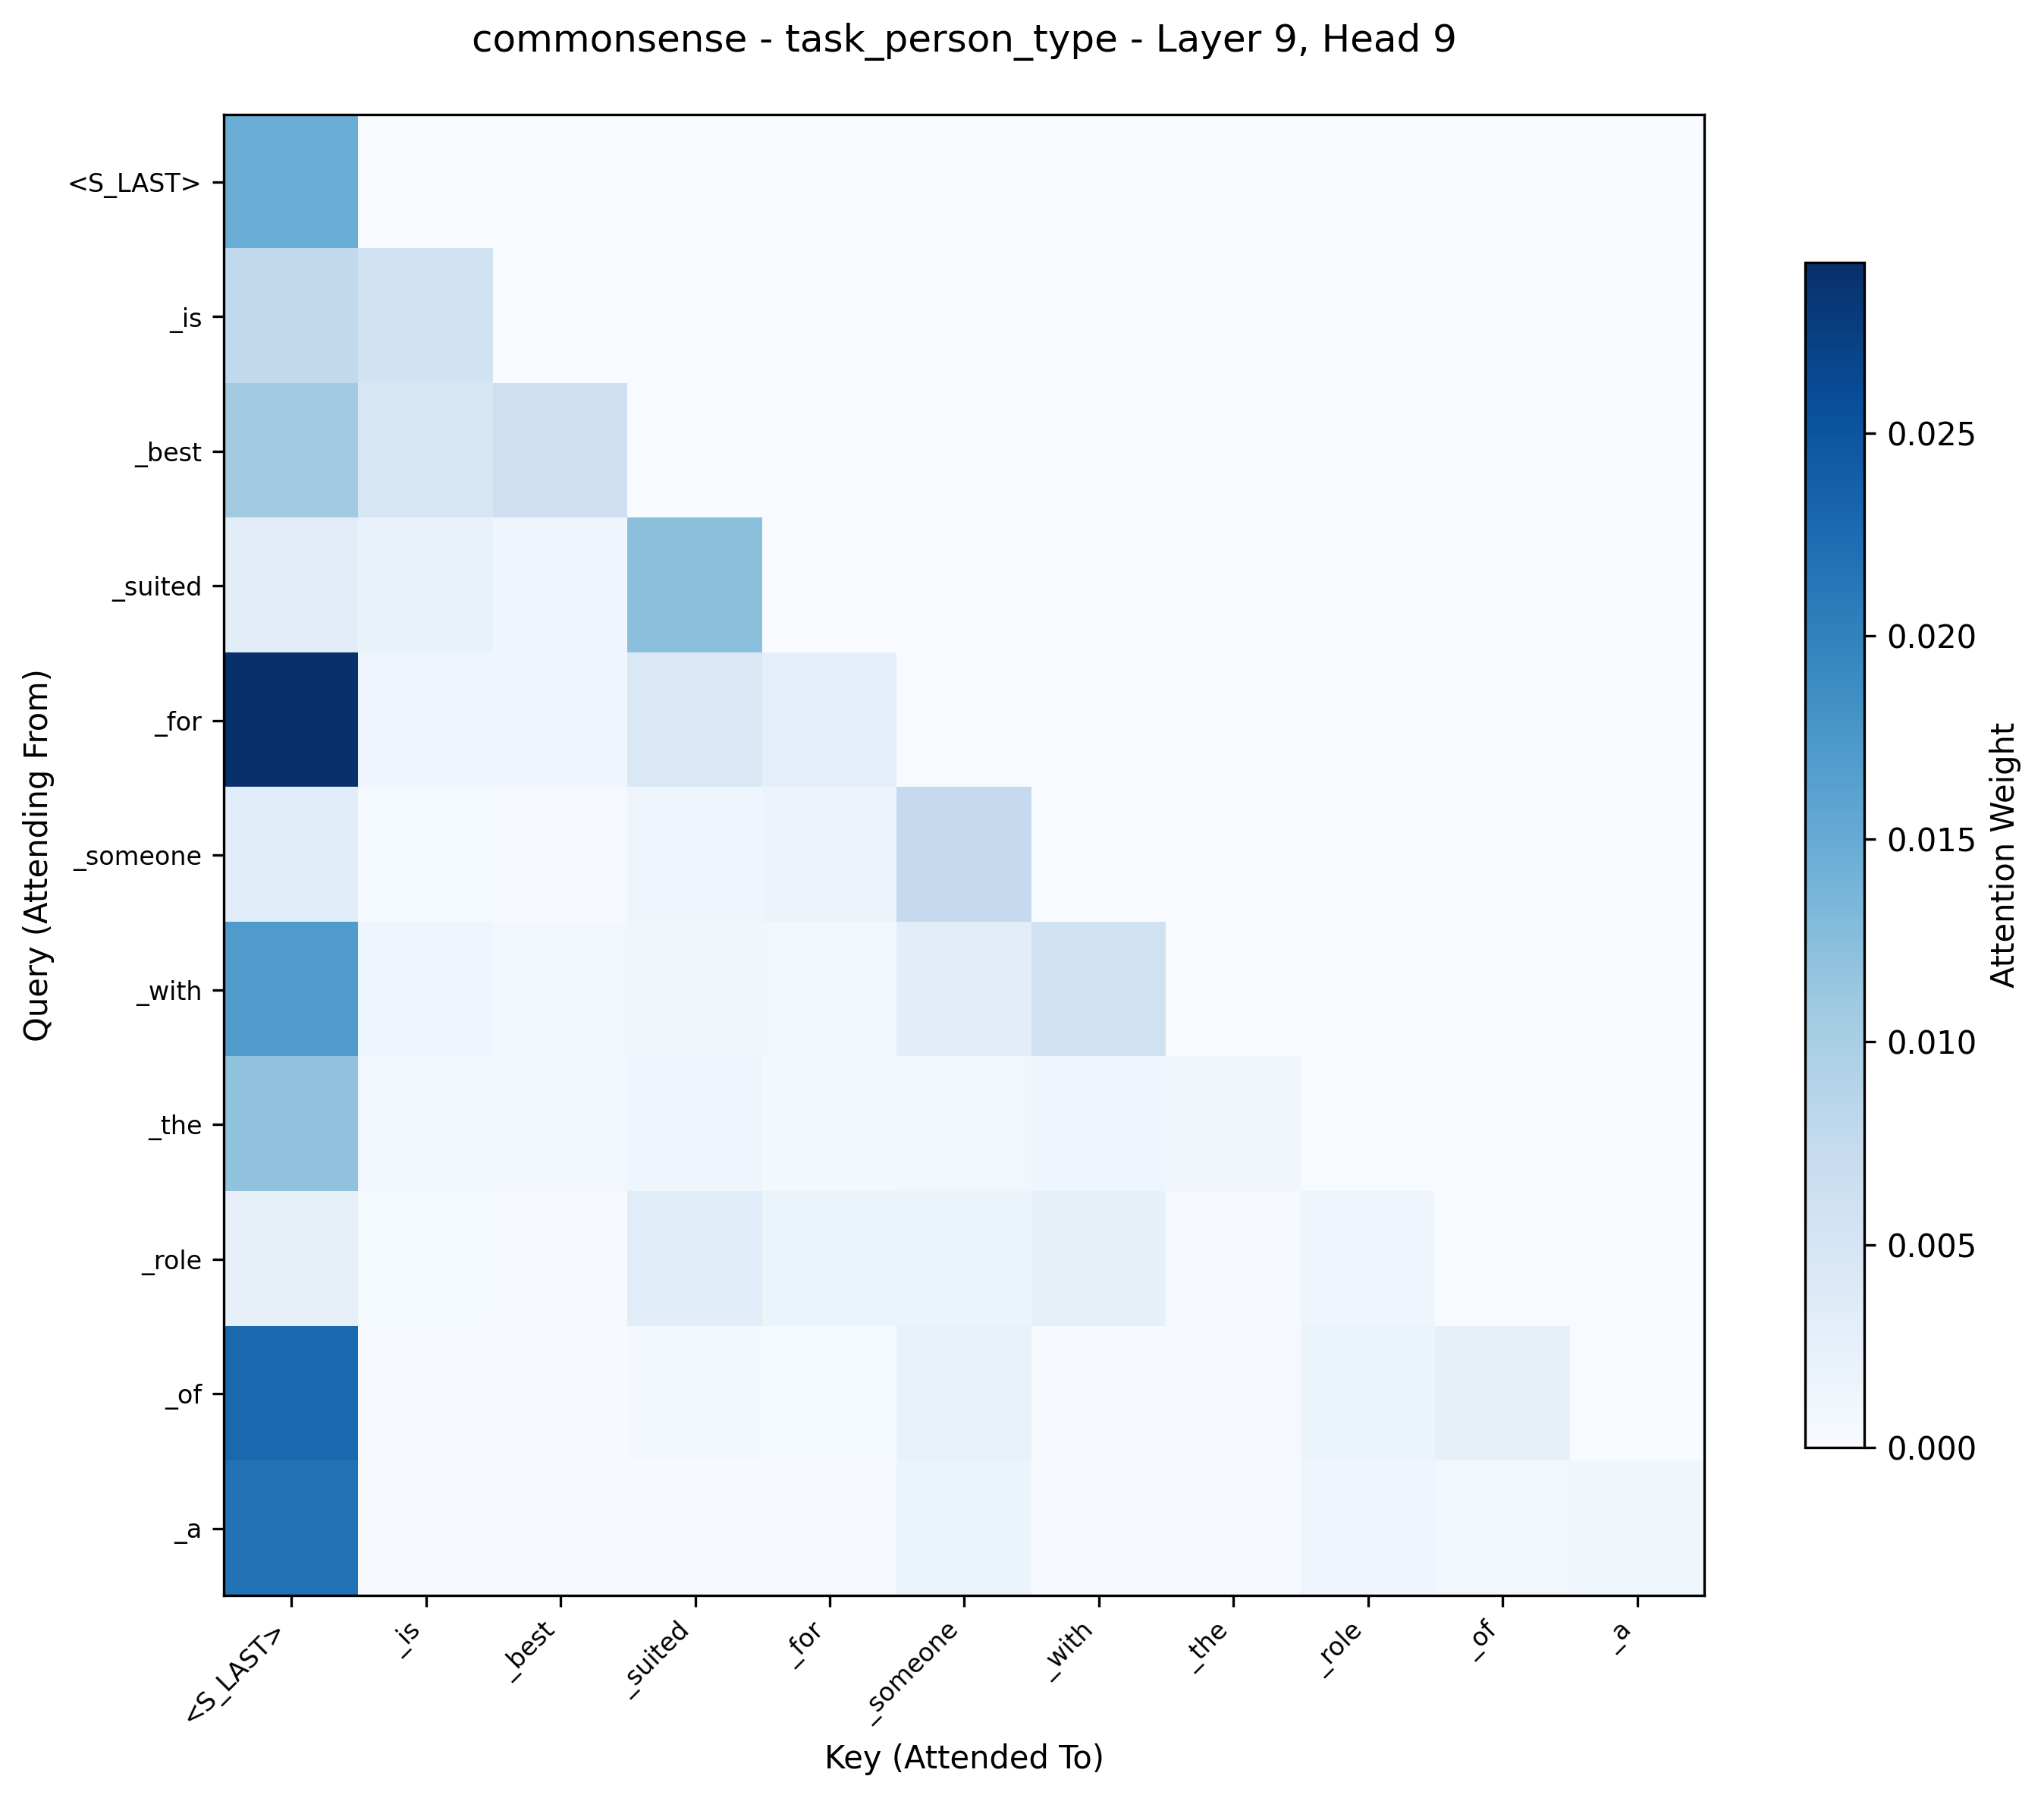 commonsense - task_person_type - Layer 9, Head 9
Query (Attending From)
<S_LAST>
_is
_best
_suited
_for
_someone
_with
_the
_role
_of
_a
<S_LAST>
_is
_best
_suited
_for
_someone
_with
_the
_role
_of
_a
Key (Attended To)
0.025
0.020
0.015
0.010
0.005
0.000
Attention Weight